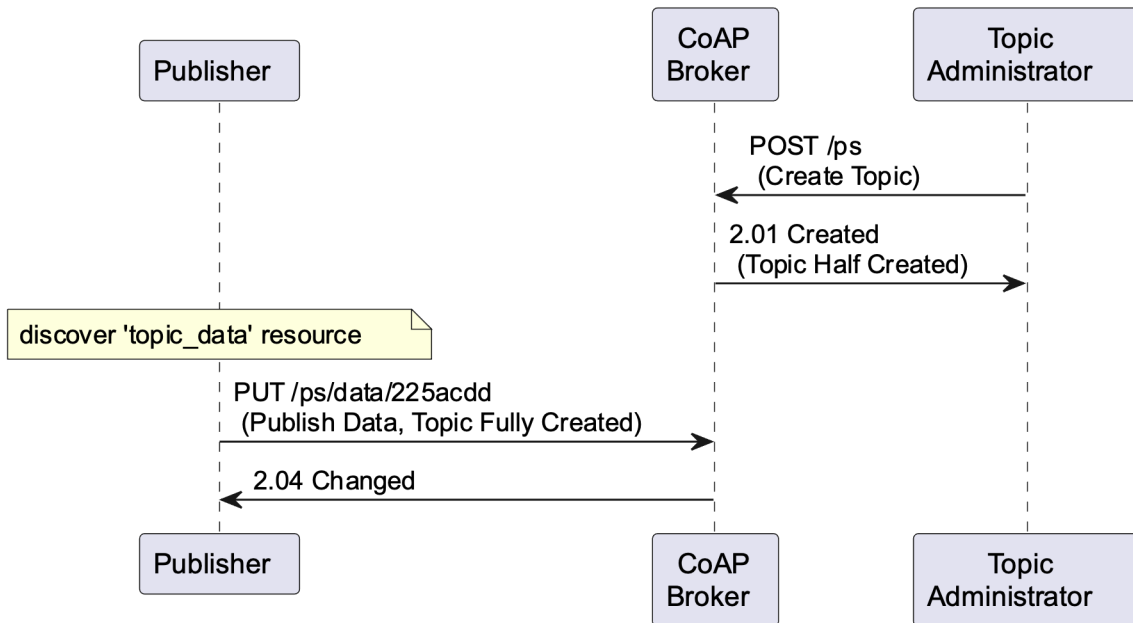 Publisher
CoAP
Broker
Topic
Administrator
POST /ps
(Create Topic)
2.01 Created
(Topic Half Created)
discover 'topic_data' resource
PUT /ps/data/225acdd
(Publish Data, Topic Fully Created)
2.04 Changed
Publisher
CoAP
Broker
Topic
Administrator